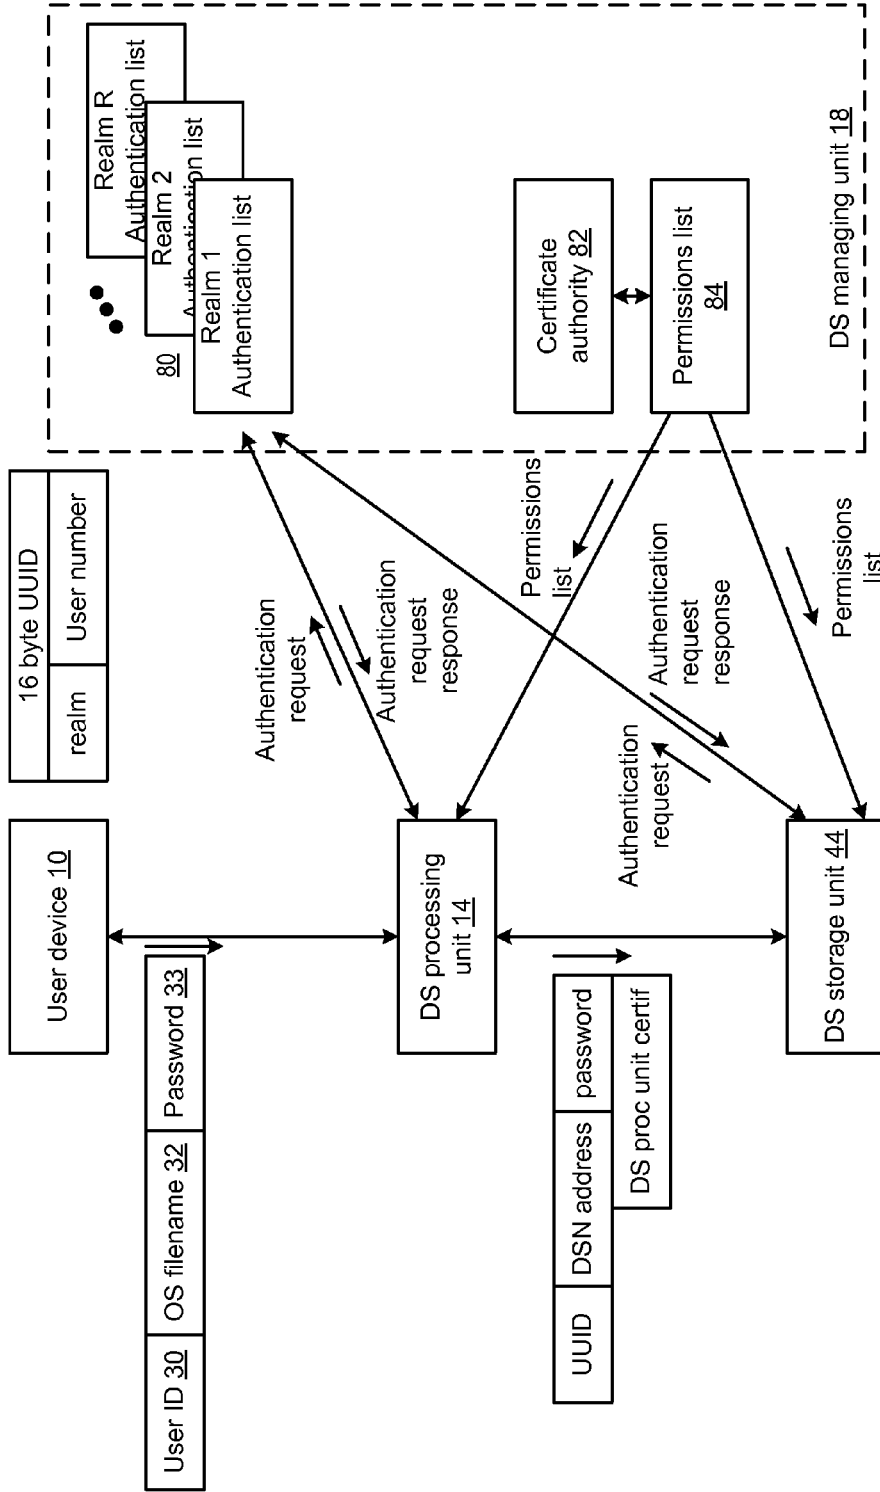 User device 10
16 byte UUID
realm
User number
Realm R
Authentication list
Realm 2
Authentication list
Realm 1
Authentication list
80
User ID 30
OS filename 32
Password 33
Authentication
request
Authentication
request
response
DS processing
unit 14
Certificate
authority 82
Permissions list
84
Permissions
list
UUID
DSN address
password
DS proc unit certif
Authentication
request
Authentication
request
response
Permissions
list
DS storage unit 44
DS managing unit 18